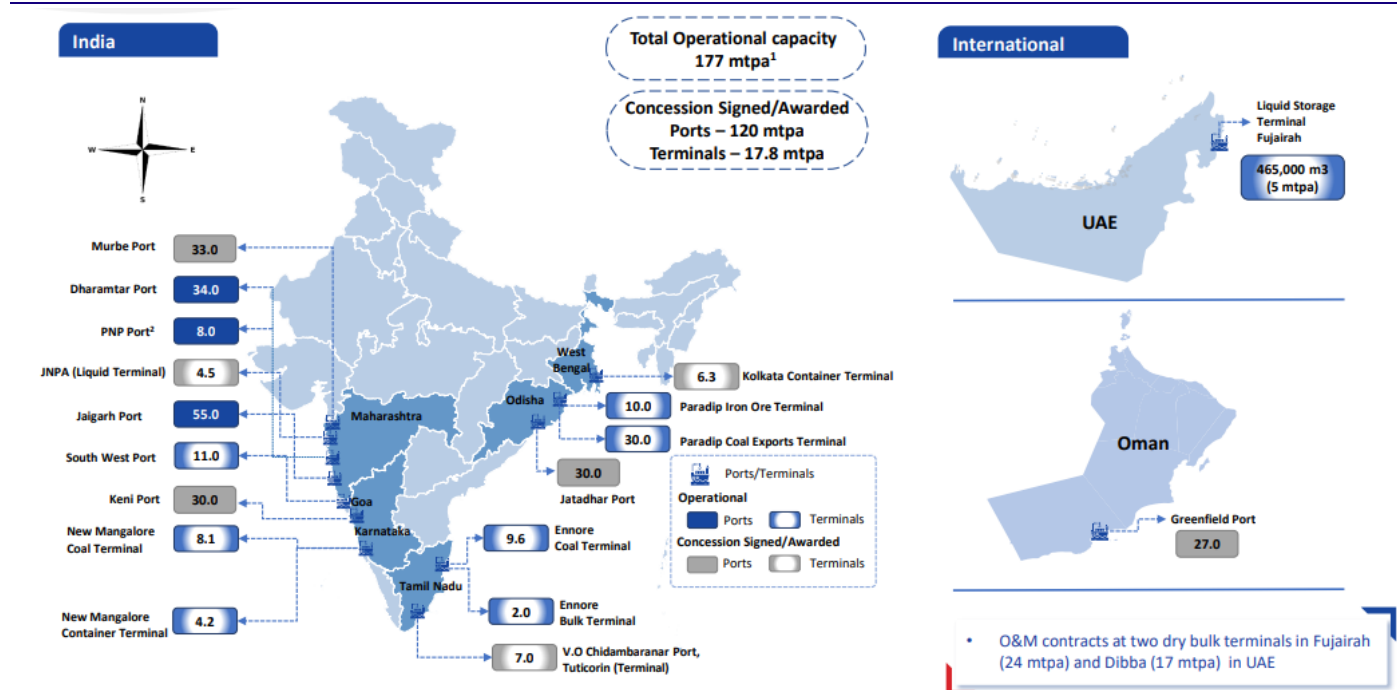 India
Total Operational capacity
177 mtpa¹
Concession Signed/Awarded
Ports – 120 mtpa
Terminals – 17.8 mtpa
N
W
E
S
Murbe Port
33.0
Dharamtar Port
34.0
PNP Port²
8.0
JNPA (Liquid Terminal)
4.5
Jaigarh Port
55.0
South West Port
11.0
Keni Port
30.0
New Mangalore
Coal Terminal
8.1
New Mangalore
Container Terminal
4.2
Maharashtra
Goa
Karnataka
Tamil Nadu
Odisha
West
Bengal
6.3
Kolkata Container Terminal
10.0
Paradip Iron Ore Terminal
30.0
Paradip Coal Exports Terminal
30.0
Jatadhar Port
9.6
Ennore
Coal Terminal
2.0
Ennore
Bulk Terminal
7.0
V.O Chidambaranar Port,
Tuticorin (Terminal)
Ports/Terminals
Operational
Ports
Terminals
Concession Signed/Awarded
Ports
Terminals
International
Liquid Storage
Terminal
Fujairah
465,000 m3
(5 mtpa)
UAE
Oman
Greenfield Port
27.0
• O&M contracts at two dry bulk terminals in Fujairah
(24 mtpa) and Dibba (17 mtpa) in UAE